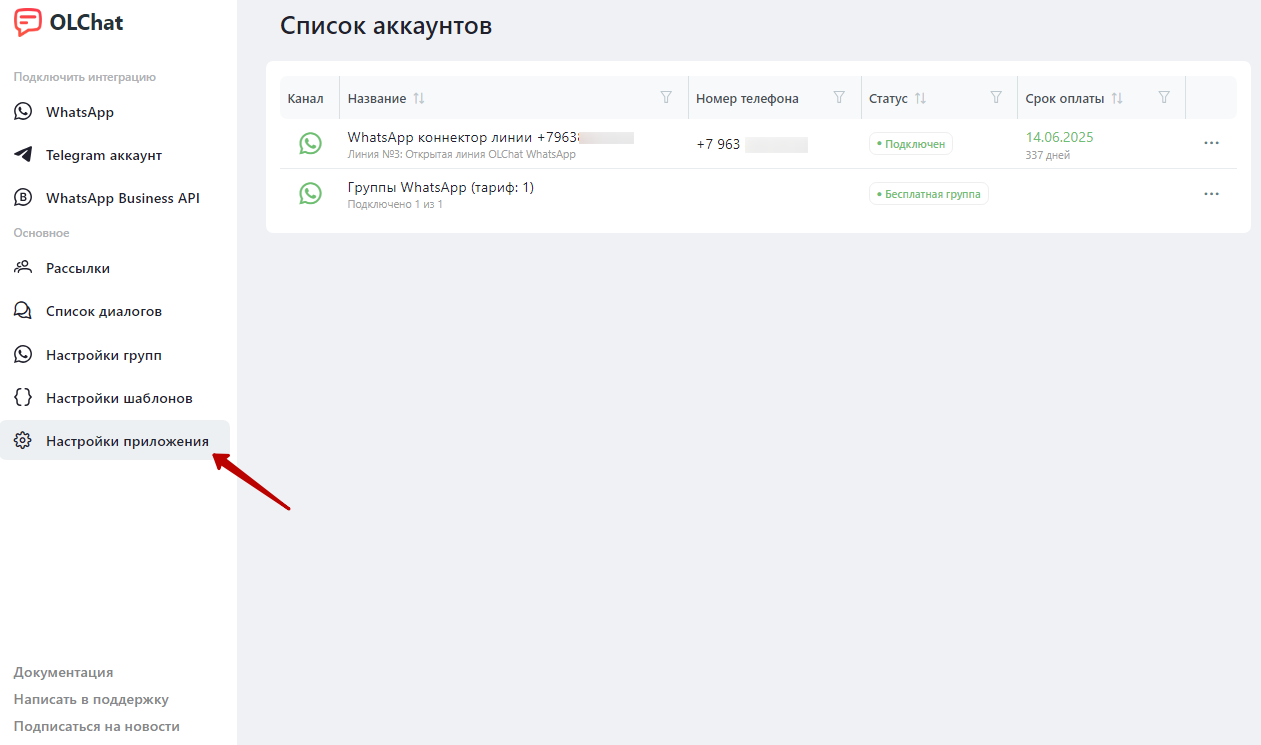 OLChat
Подключить интеграцию
WhatsApp
Telegram аккаунт
WhatsApp Business API
Основное
Рассылки
Список диалогов
Настройки групп
Настройки шаблонов
Настройки приложения
Документация
Написать в поддержку
Подписаться на новости
Список аккаунтов
Канал Название Номер телефона Статус Срок оплаты
WhatsApp коннектор линии +7963
Линия №3: Открытая линия OLChat WhatsApp
+7 963
Подключен
14.06.2025
337 дней
Группы WhatsApp (тариф: 1)
Подключено 1 из 1
Бесплатная группа